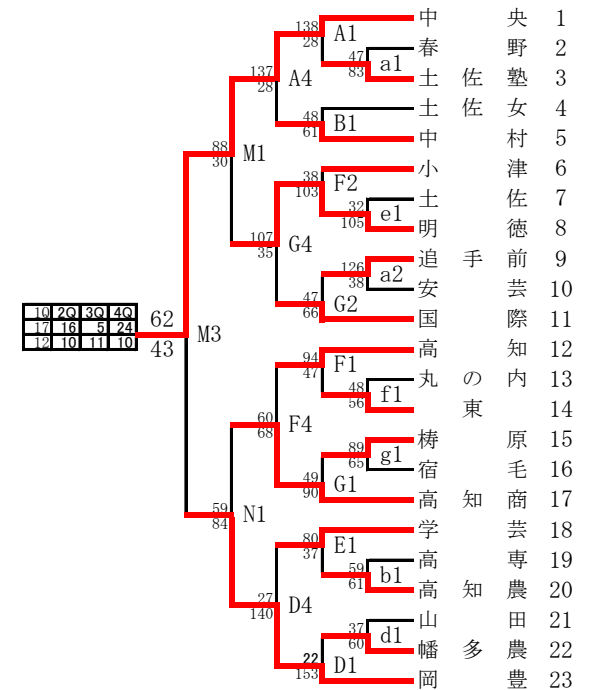 中央 1
138
A1
28
春野 2
47
a1
83
土佐塾 3
137
A4
28
土佐女 4
48
B1
61
中村 5
88
M1
30
小津 6
38
F2
103
土佐 7
32
e1
105
明徳 8
107
G4
35
追手前 9
126
a2
38
安芸 10
47
G2
66
国際 11
1Q 2Q 3Q 4Q
17 16 5 24
12 10 11 10
62
M3
43
高知 12
94
F1
47
丸の内 13
48
f1
56
東 14
60
F4
68
梼原 15
89
g1
65
宿毛 16
49
G1
90
高知商 17
59
N1
84
学芸 18
80
E1
37
高専 19
59
b1
61
高知農 20
27
D4
140
山田 21
37
d1
60
幡多農 22
22
D1
153
岡豊 23